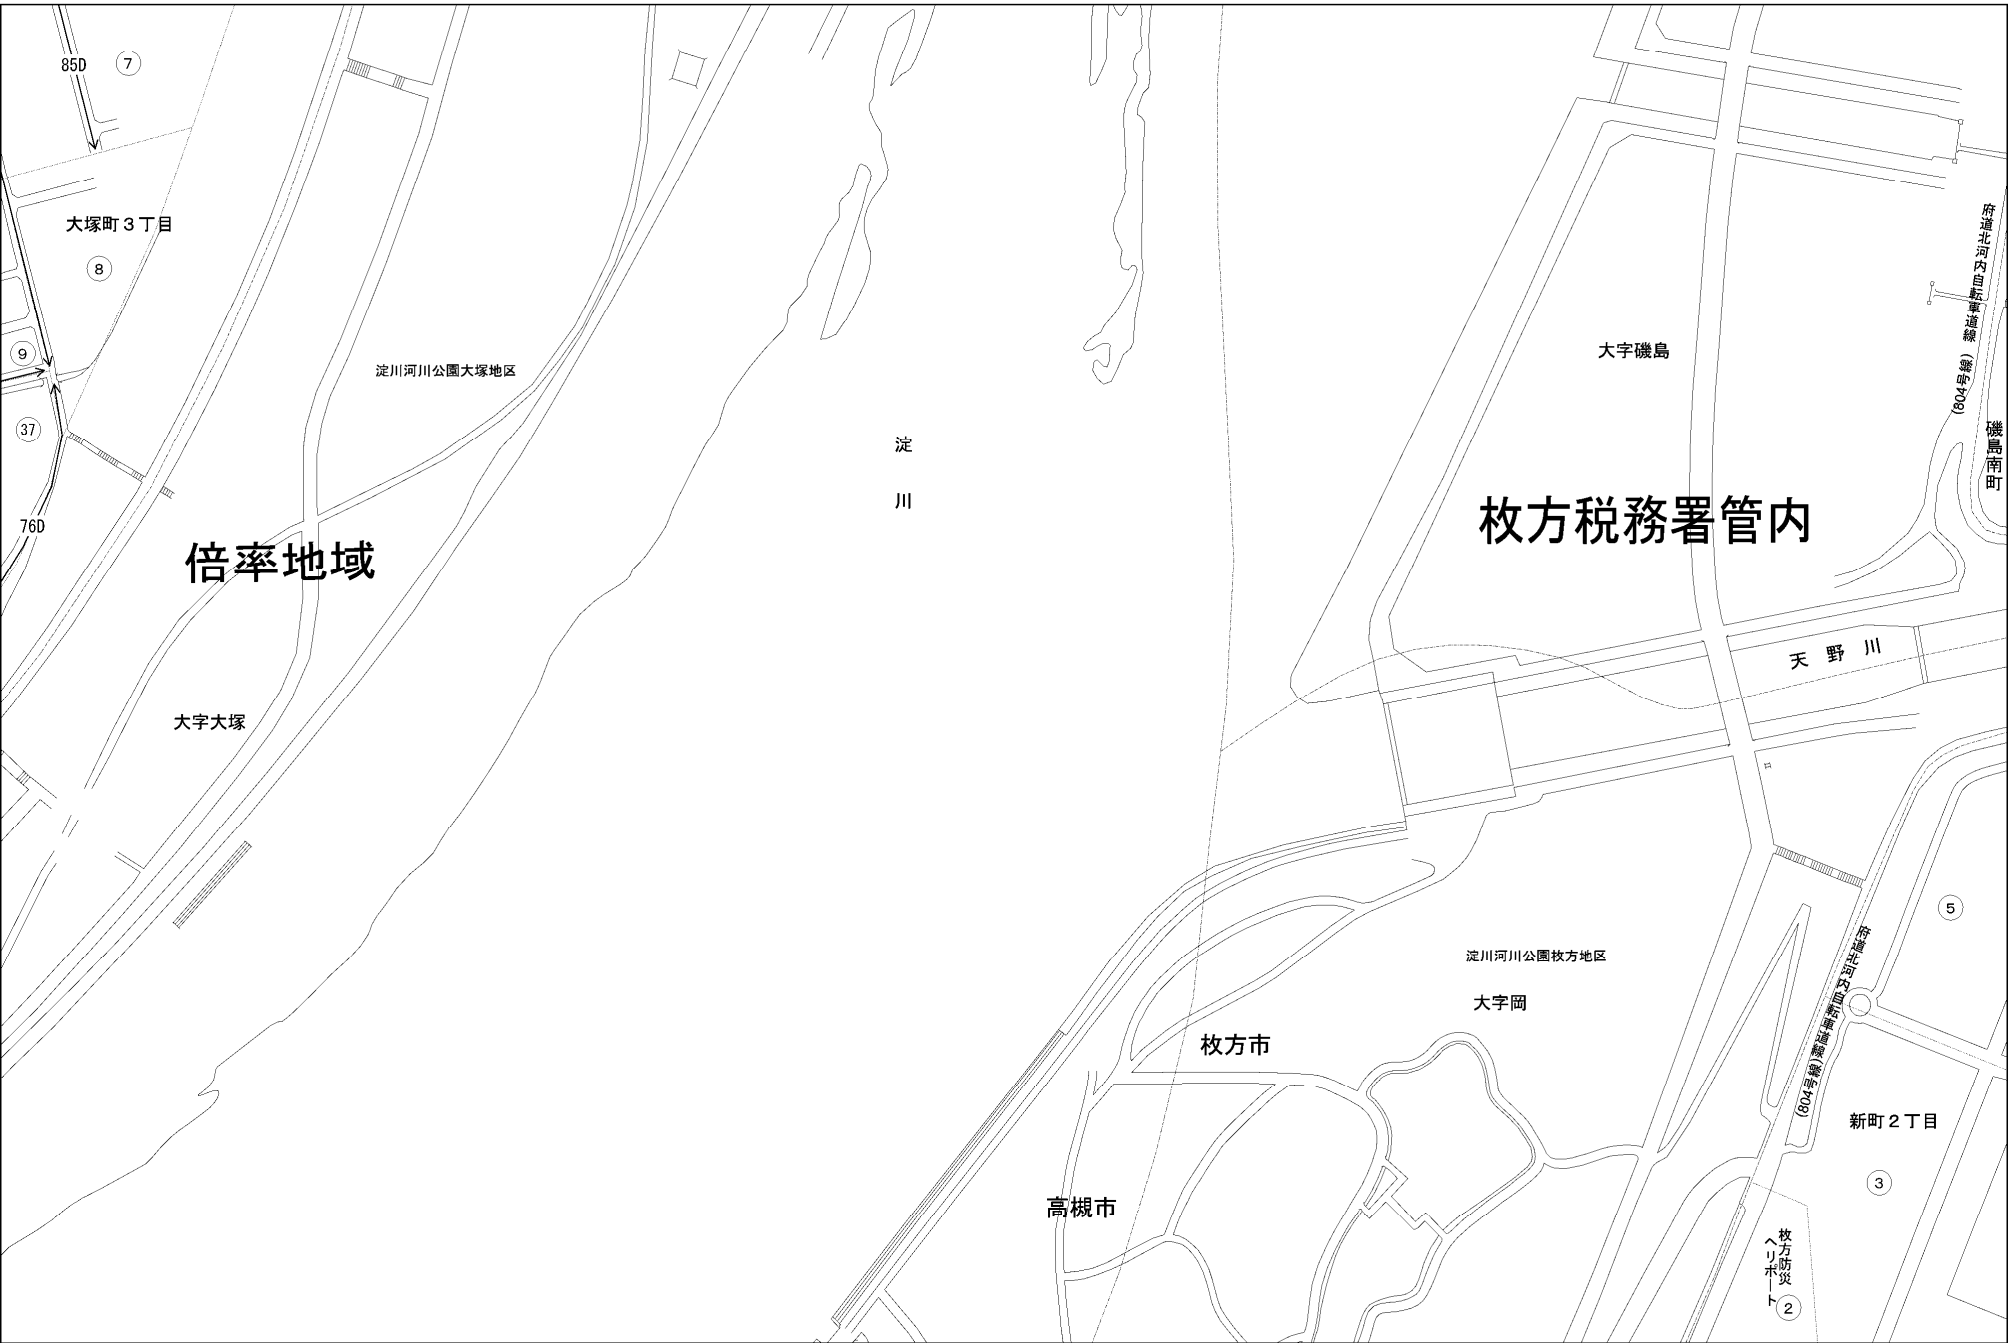 85D
7
大塚町3丁目
8
9
37
76D
淀川河川公園大塚地区
倍率地域
大字大塚
淀川
大字磯島
府道北河内自転車道線(804号線)
磯島南町
枚方税務署管内
天野川
5
淀川河川公園枚方地区
大字岡
府道北河内自転車道線(804号線)
枚方市
高槻市
新町2丁目
3
枚方防災
ヘリポート
2